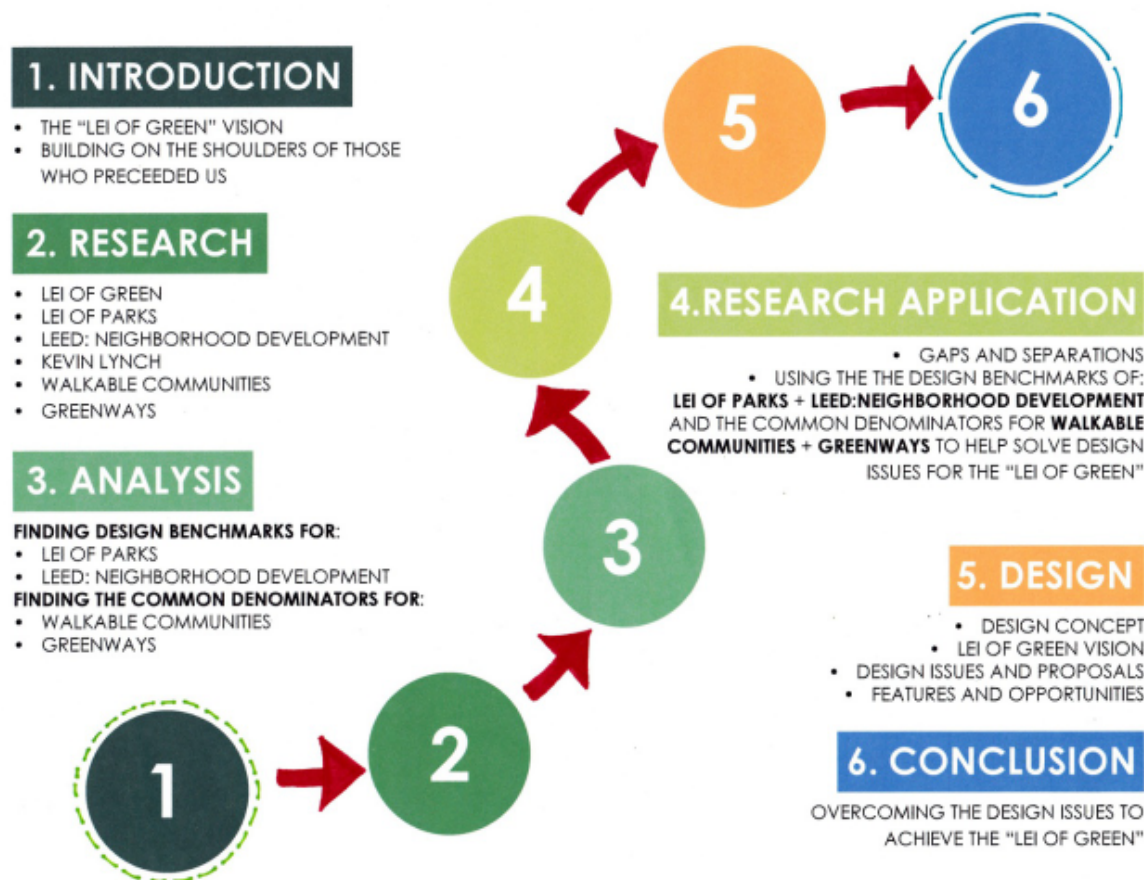 1. INTRODUCTION
• THE “LEI OF GREEN” VISION
• BUILDING ON THE SHOULDERS OF THOSE
WHO PRECEEDED US
2. RESEARCH
• LEI OF GREEN
• LEI OF PARKS
• LEED: NEIGHBORHOOD DEVELOPMENT
• KEVIN LYNCH
• WALKABLE COMMUNITIES
• GREENWAYS
3. ANALYSIS
FINDING DESIGN BENCHMARKS FOR:
• LEI OF PARKS
• LEED: NEIGHBORHOOD DEVELOPMENT
FINDING THE COMMON DENOMINATORS FOR:
• WALKABLE COMMUNITIES
• GREENWAYS
1
2
3
4
5
6
4.RESEARCH APPLICATION
• GAPS AND SEPARATIONS
• USING THE THE DESIGN BENCHMARKS OF:
LEI OF PARKS + LEED:NEIGHBORHOOD DEVELOPMENT
AND THE COMMON DENOMINATORS FOR WALKABLE
COMMUNITIES + GREENWAYS TO HELP SOLVE DESIGN
ISSUES FOR THE “LEI OF GREEN”
5. DESIGN
• DESIGN CONCEPT
• LEI OF GREEN VISION
• DESIGN ISSUES AND PROPOSALS
• FEATURES AND OPPORTUNITIES
6. CONCLUSION
OVERCOMING THE DESIGN ISSUES TO
ACHIEVE THE “LEI OF GREEN”